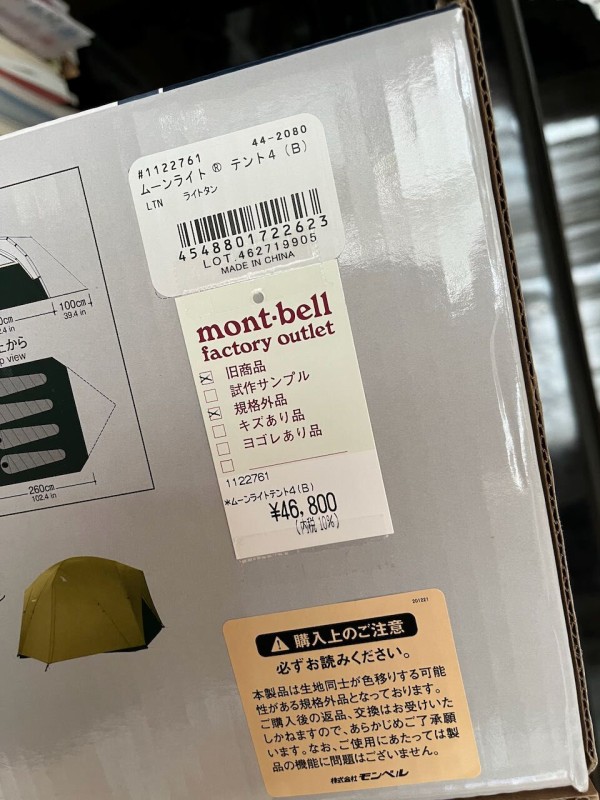 #1122761 44-2080
ムーンライト® テント4（B）
LTN ライトタン
4548801722623
LOT.462719905
MADE IN CHINA
mont·bell
factory outlet
旧商品
試作サンプル
規格外品
キズあり品
ヨゴレあり品
1122761
*ムーンライトテント4（B）
¥46,800
（内税10%）
100cm
39.4 in
上から
260cm
102.4 in
201221
購入上のご注意
必ずお読みください。
本製品は生地同士が色移りする可能
性がある規格外品となっております。
ご購入後の返品、交換はお受けいた
しかねますので、あらかじめご了承願
います。なお、ご使用にあたっては製
品の機能に問題はございません。
株式会社 モンベル